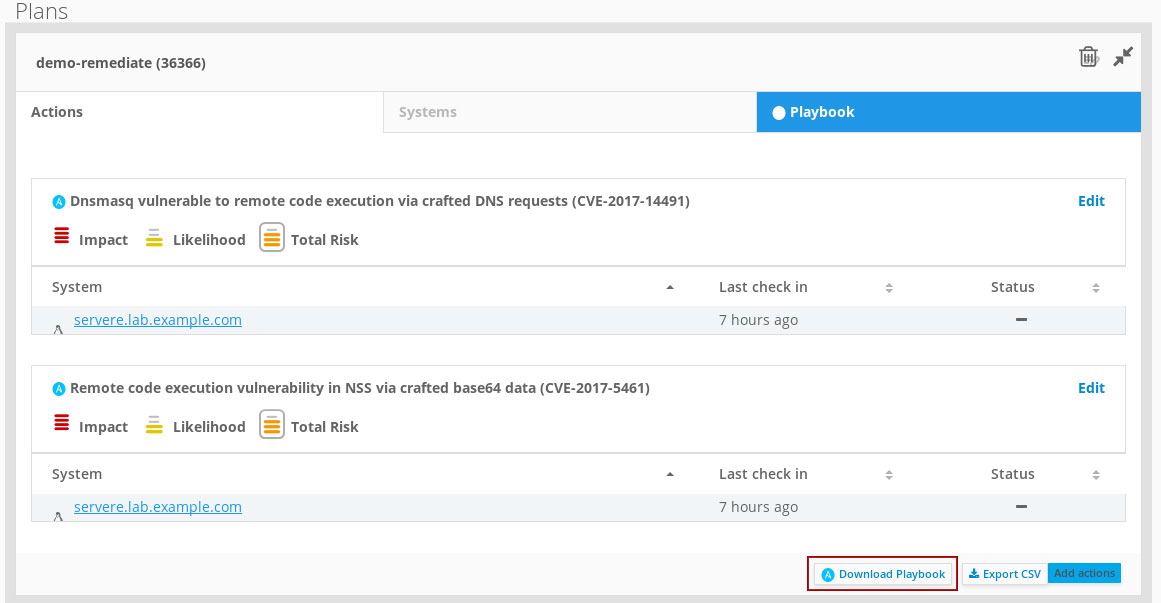 Plans
demo-remediate (36366)
Actions Systems Playbook
Dnsmasq vulnerable to remote code execution via crafted DNS requests (CVE-2017-14491) Edit
Impact Likelihood Total Risk
System Last check in Status
servere.lab.example.com 7 hours ago
Remote code execution vulnerability in NSS via crafted base64 data (CVE-2017-5461) Edit
Impact Likelihood Total Risk
System Last check in Status
servere.lab.example.com 7 hours ago
Download Playbook Export CSV Add actions